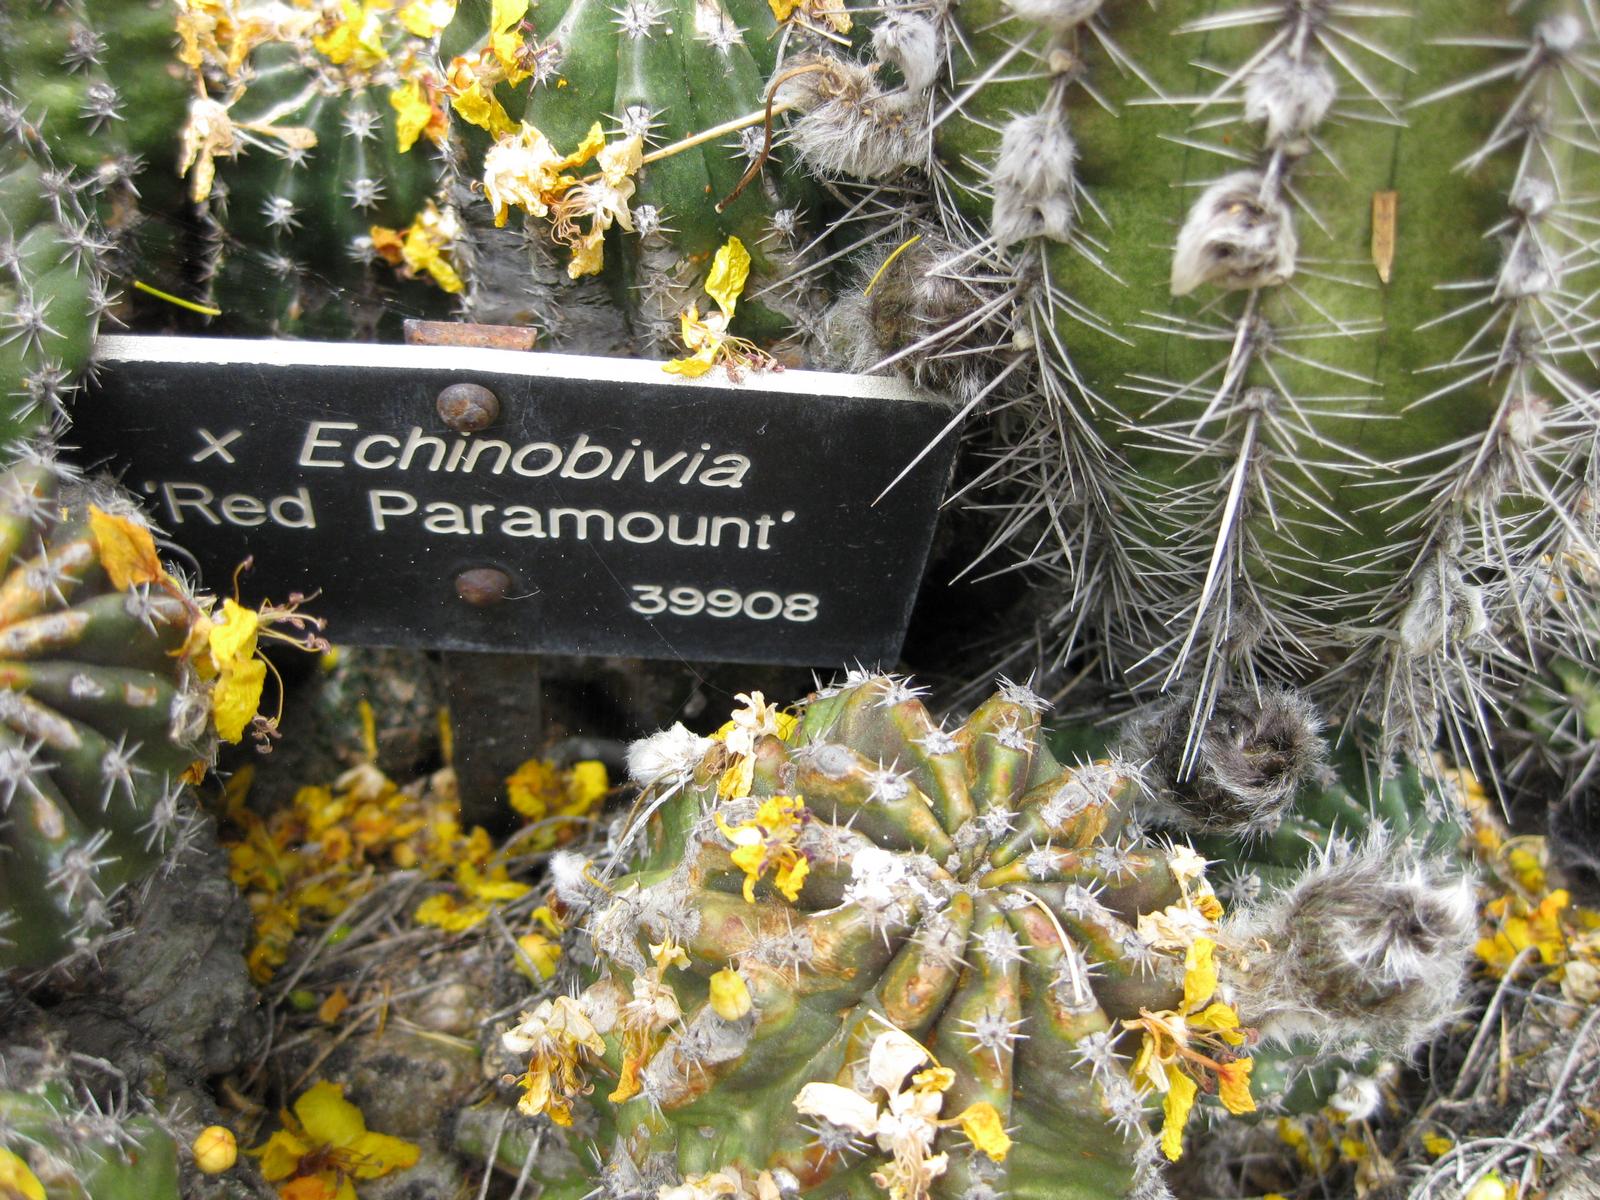 x Echinobivia
'Red Paramount'
39908